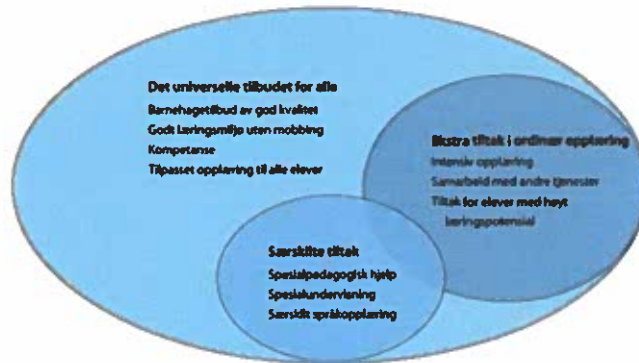 Det universelle tilbudet for alle
Barnehagetilbud av god kvalitet
Godt læringsmiljø uten mobbing
Kompetanse
Tilpasset opplæring til alle elever
Ekstra tiltak i ordinær opplæring
Intensiv opplæring
Samarbeid med andre tjenester
Tiltak for elever med høyt
læringspotensial
Særskilte tiltak
Spesialpedagogisk hjelp
Spesialundervisning
Særskilt språkopplæring